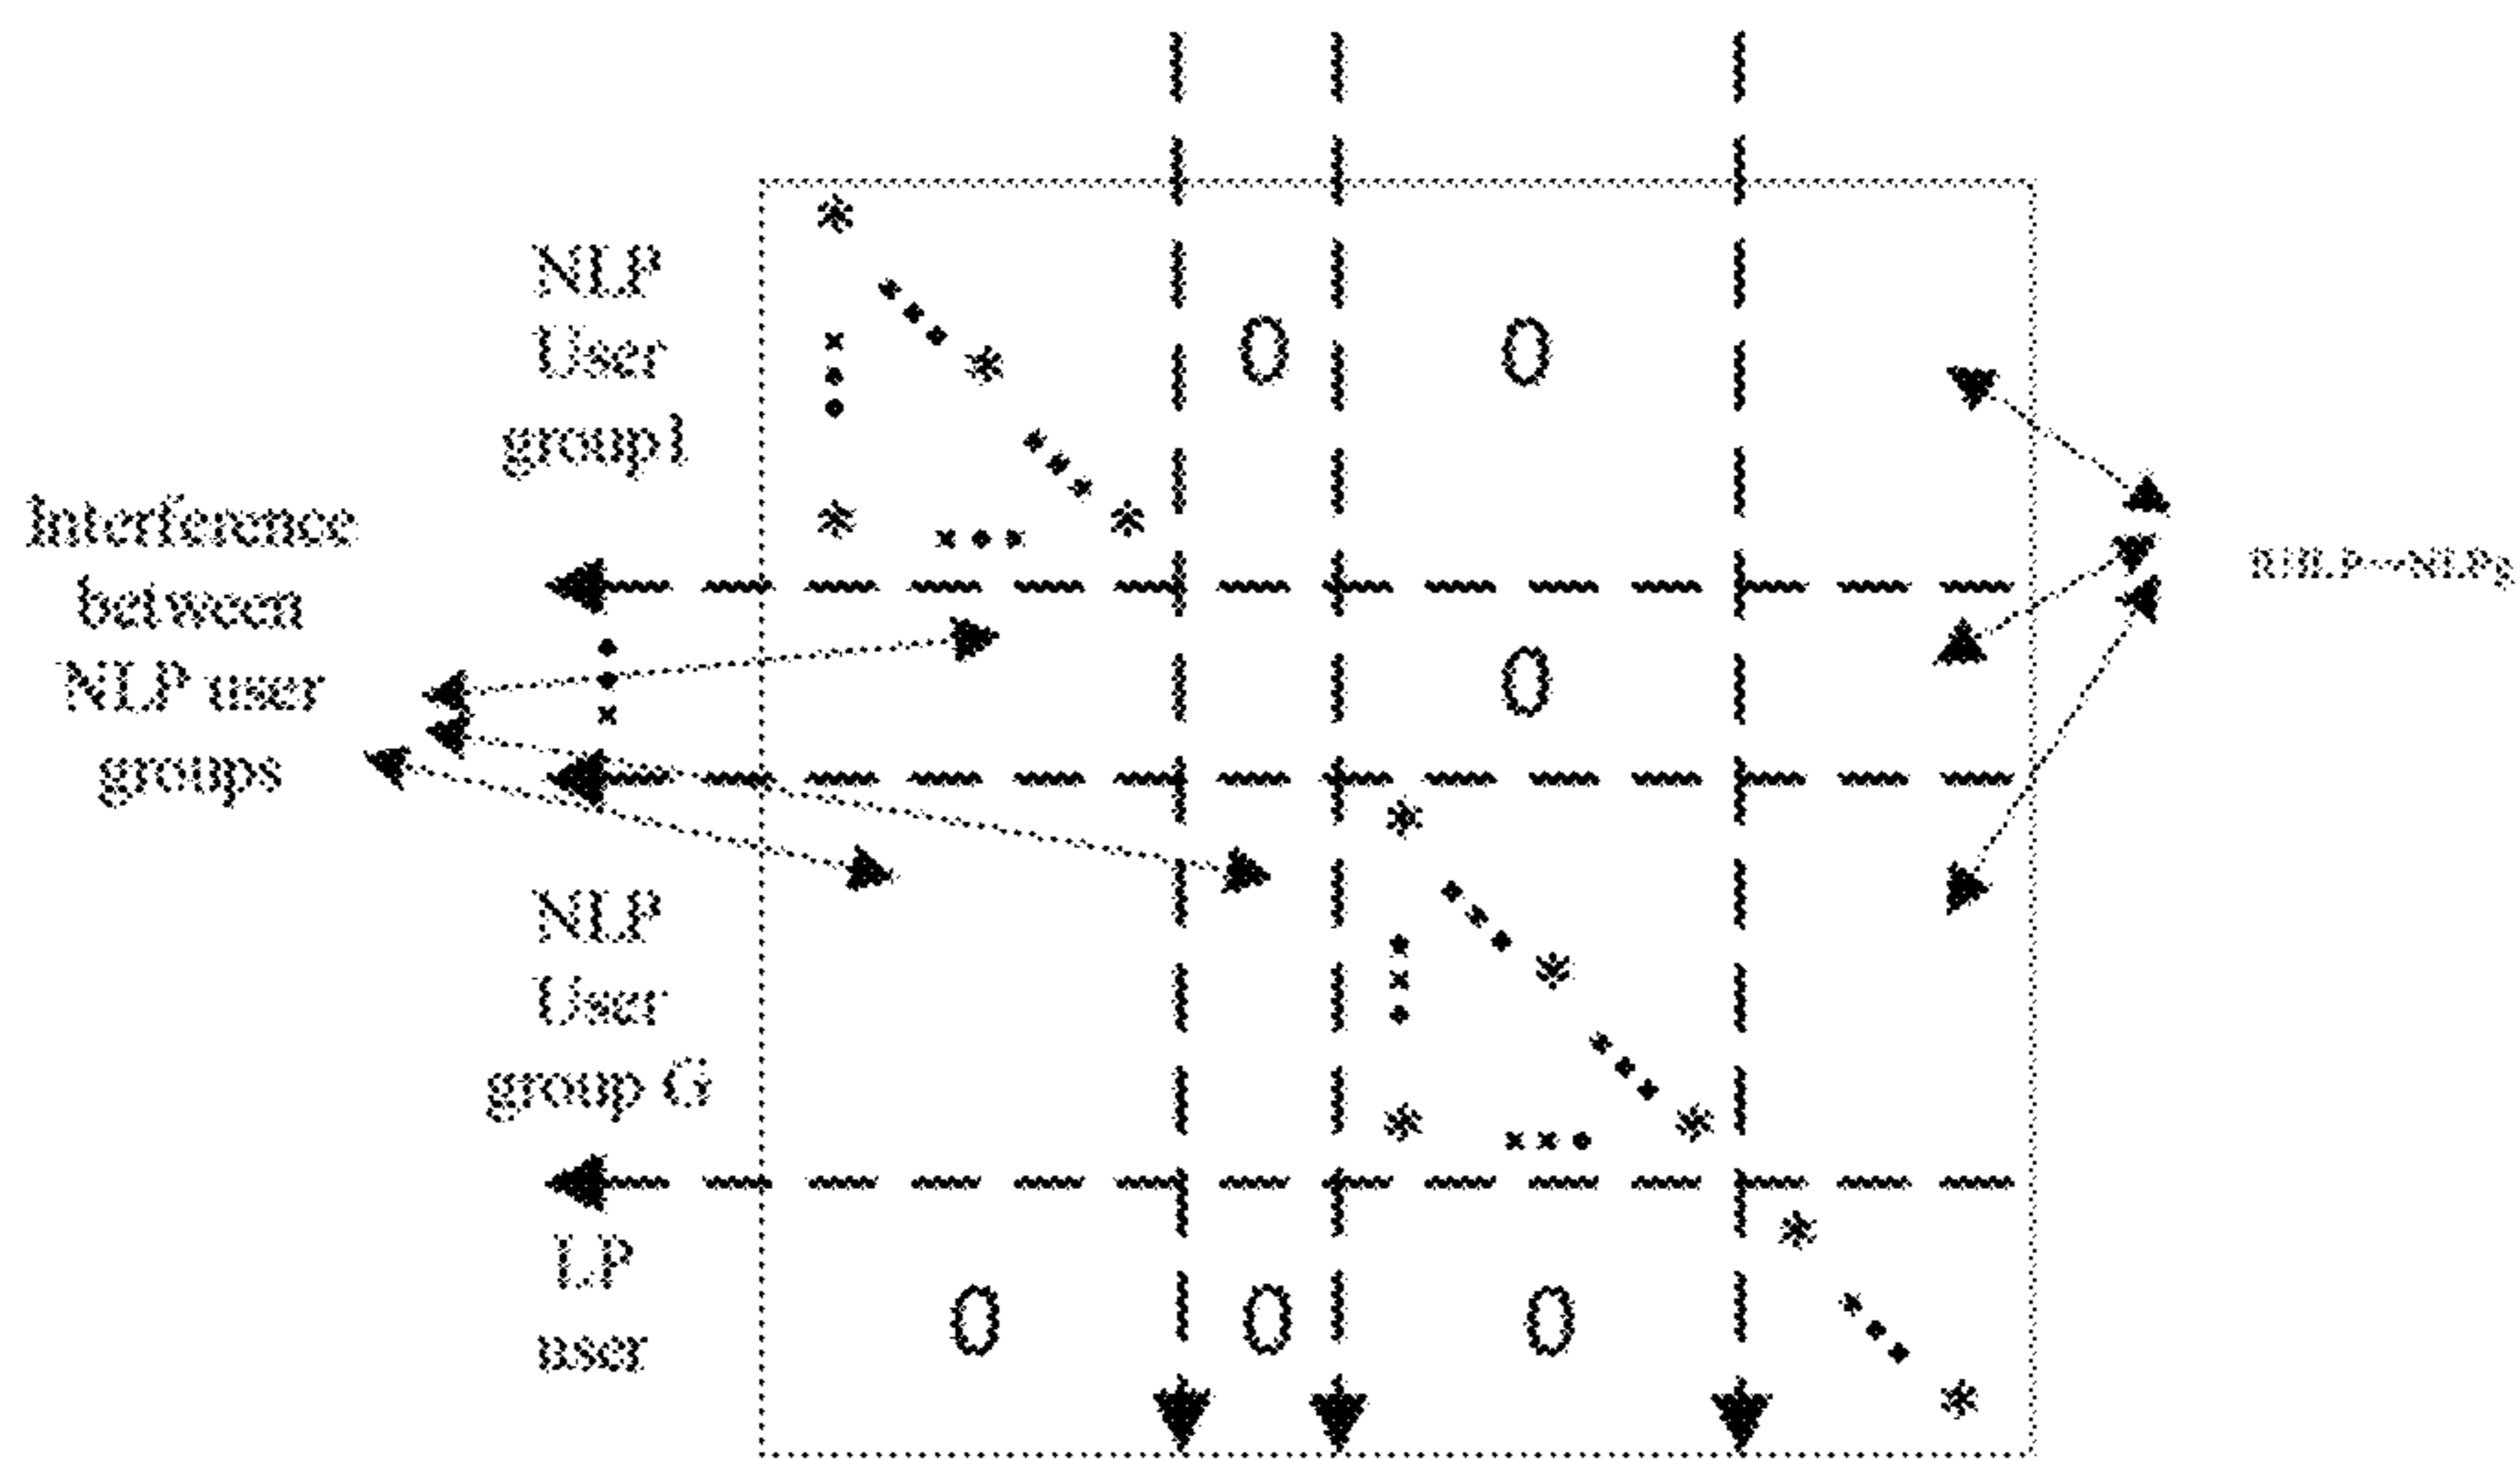 NLP
User
group1
0 0
Interference
between
NLP user
groups
0
NLP
User
group G
LP
user
0 0 0